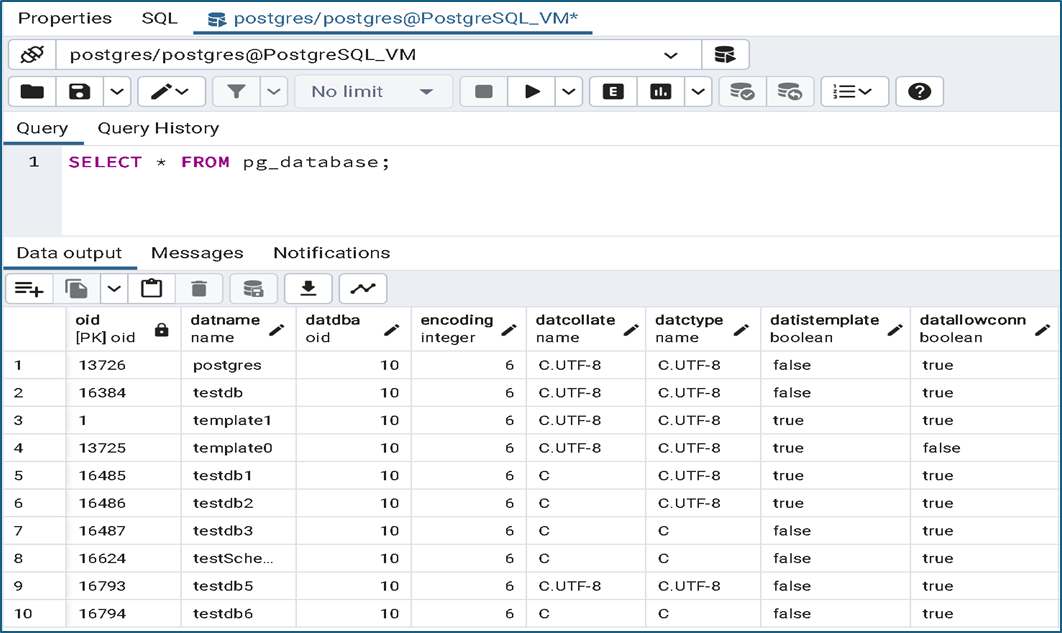 Properties SQL postgres/postgres@PostgreSQL_VM*
postgres/postgres@PostgreSQL_VM
No limit E
Query Query History
1 SELECT * FROM pg_database;
Data output Messages Notifications
oid datname datdba encoding datcollate datctype datistemplate datallowconn
[PK] oid name oid integer name name boolean boolean
1 13726 postgres 10 6 C.UTF-8 C.UTF-8 false true
2 16384 testdb 10 6 C.UTF-8 C.UTF-8 false true
3 1 template1 10 6 C.UTF-8 C.UTF-8 true true
4 13725 template0 10 6 C.UTF-8 C.UTF-8 true false
5 16485 testdb1 10 6 C C.UTF-8 true true
6 16486 testdb2 10 6 C C.UTF-8 true true
7 16487 testdb3 10 6 C C false true
8 16624 testSche... 10 6 C C false true
9 16793 testdb5 10 6 C.UTF-8 C.UTF-8 false true
10 16794 testdb6 10 6 C C false true